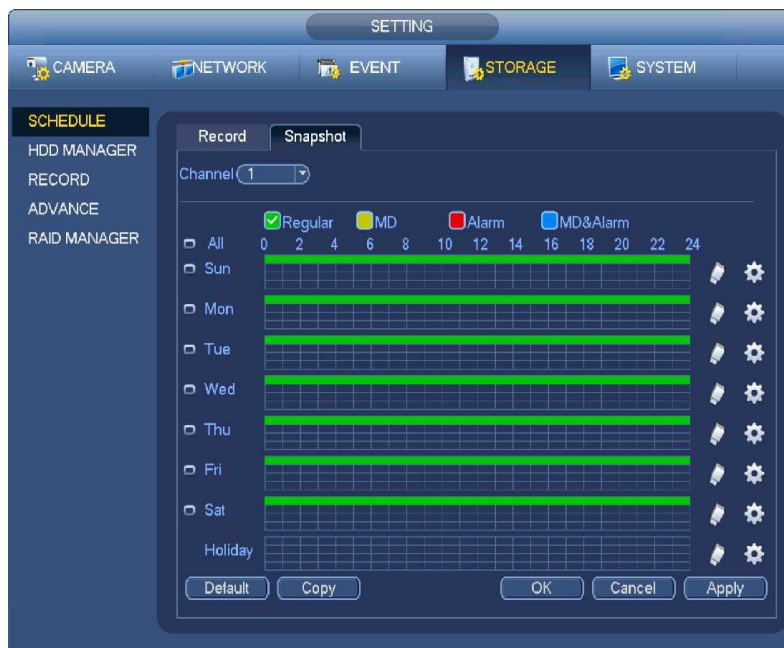 SETTING
CAMERA NETWORK EVENT STORAGE SYSTEM
SCHEDULE
HDD MANAGER
RECORD
ADVANCE
RAID MANAGER
Record Snapshot
Channel 1
Regular MD Alarm MD&Alarm
All 0 2 4 6 8 10 12 14 16 18 20 22 24
Sun
Mon
Tue
Wed
Thu
Fri
Sat
Holiday
Default Copy OK Cancel Apply